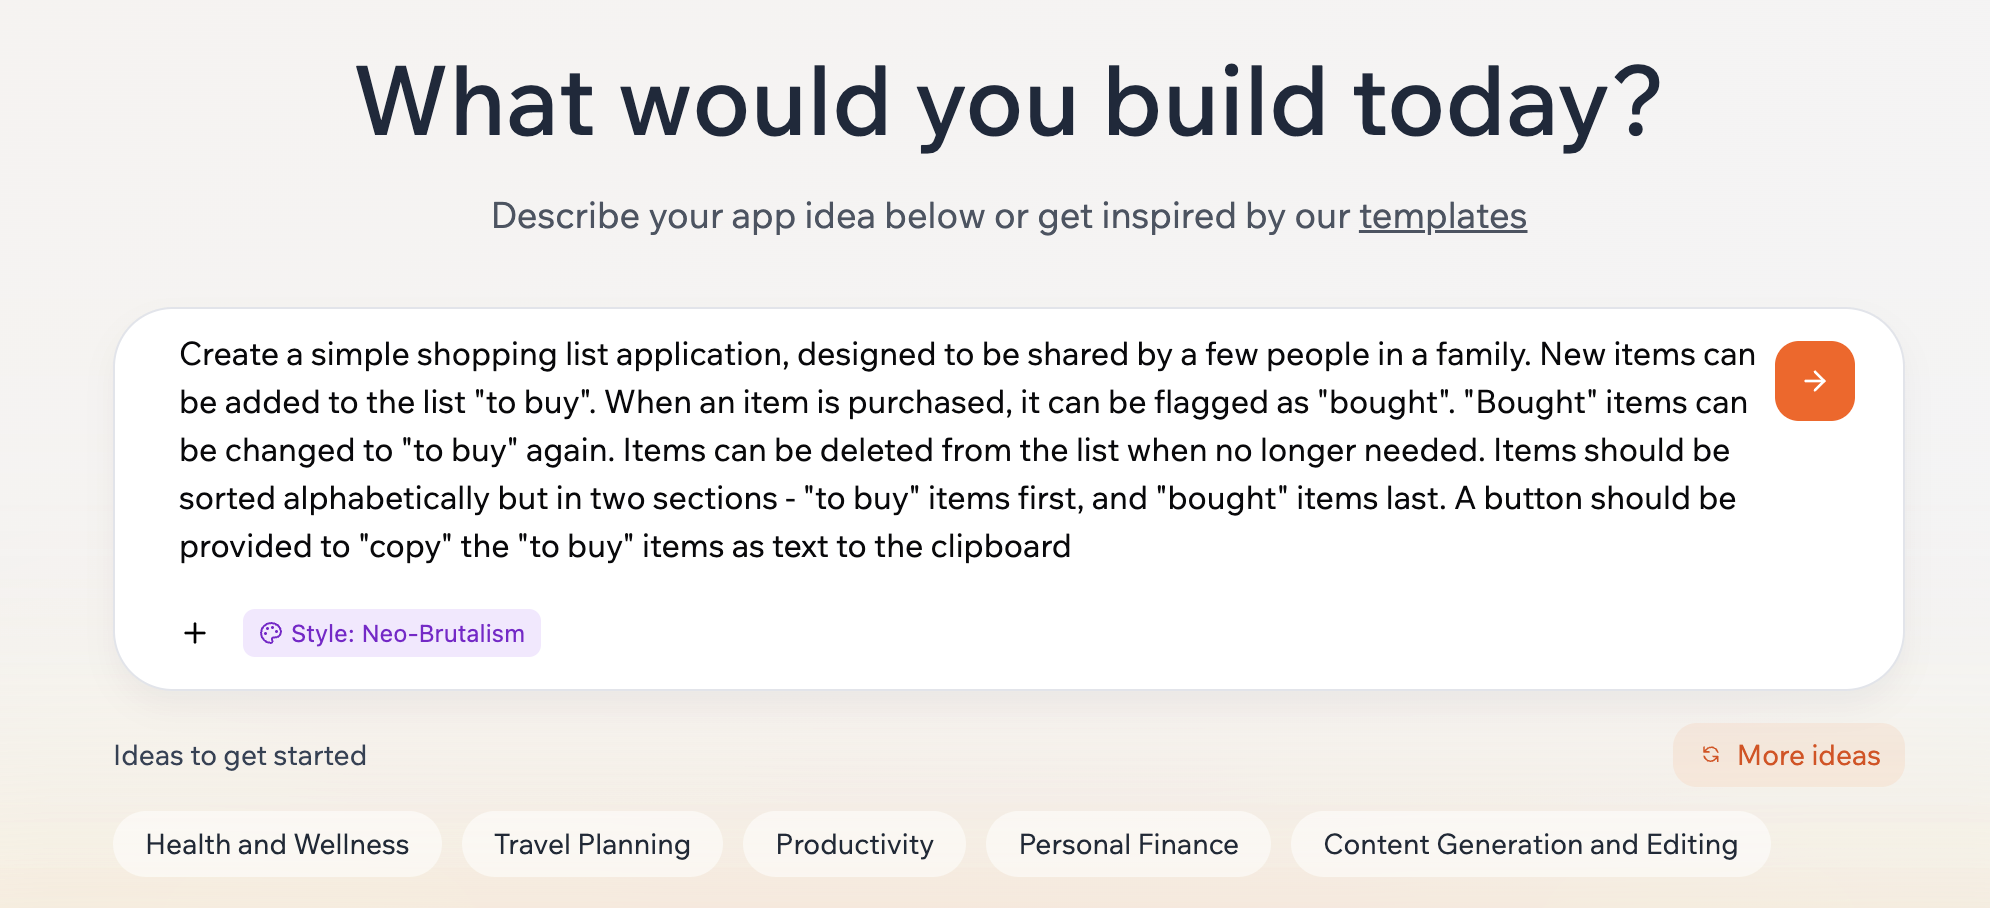 What would you build today?
Describe your app idea below or get inspired by our templates
Create a simple shopping list application, designed to be shared by a few people in a family. New items can
be added to the list "to buy". When an item is purchased, it can be flagged as "bought". "Bought" items can
be changed to "to buy" again. Items can be deleted from the list when no longer needed. Items should be
sorted alphabetically but in two sections - "to buy" items first, and "bought" items last. A button should be
provided to "copy" the "to buy" items as text to the clipboard
Style: Neo-Brutalism
Ideas to get started
More ideas
Health and Wellness
Travel Planning
Productivity
Personal Finance
Content Generation and Editing